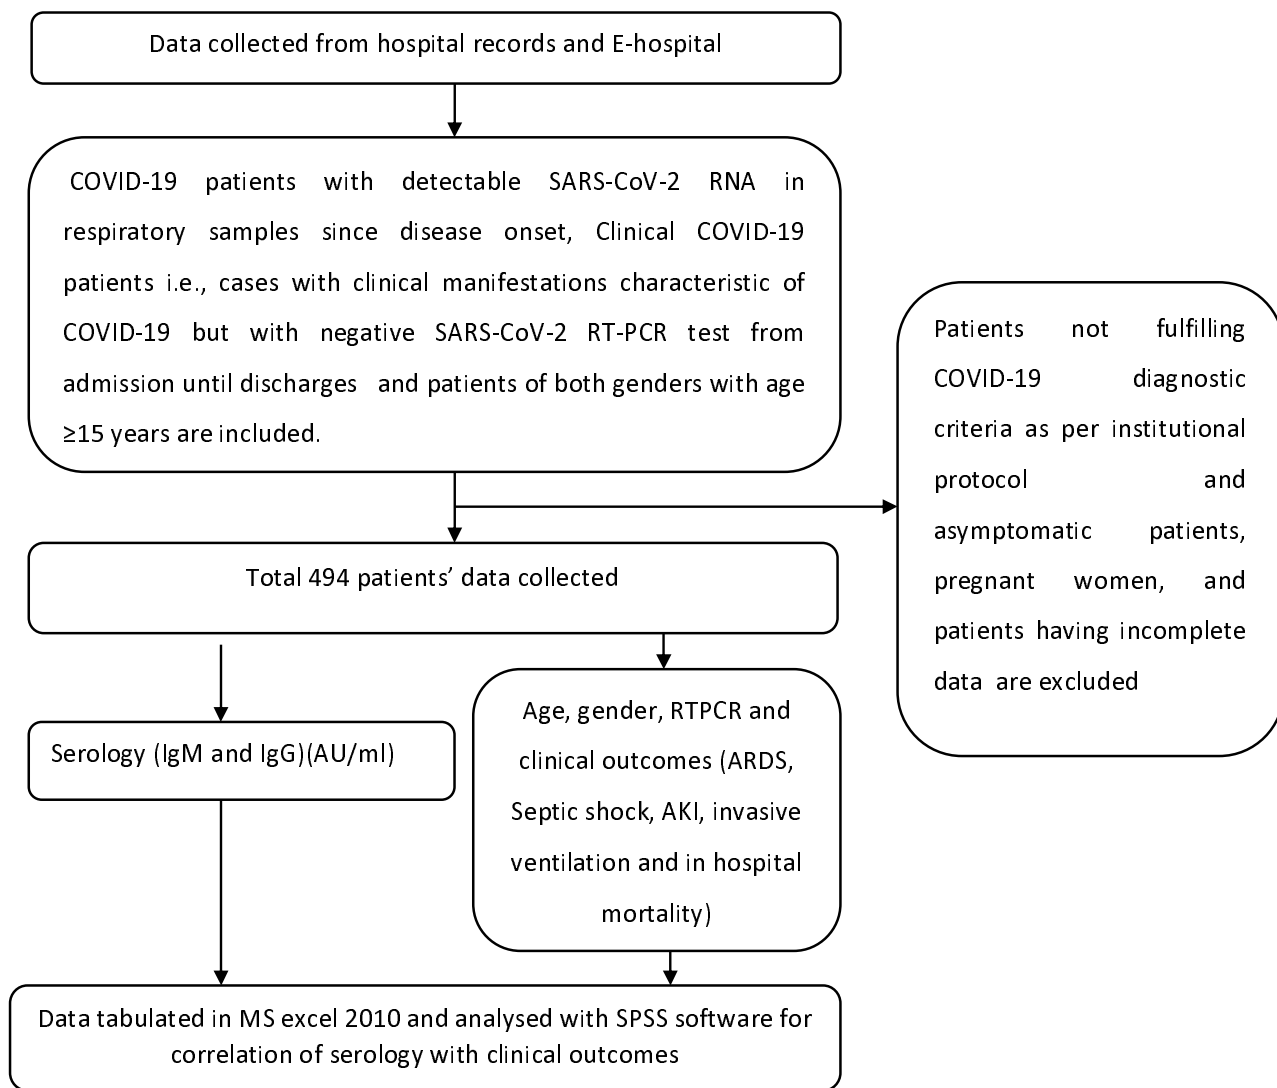 Data collected from hospital records and E-hospital
COVID-19 patients with detectable SARS-CoV-2 RNA in
respiratory samples since disease onset, Clinical COVID-19
patients i.e., cases with clinical manifestations characteristic of
COVID-19 but with negative SARS-CoV-2 RT-PCR test from
admission until discharges and patients of both genders with age
≥15 years are included.
Patients not fulfilling
COVID-19 diagnostic
criteria as per institutional
protocol and
asymptomatic patients,
pregnant women, and
patients having incomplete
data are excluded
Total 494 patients’ data collected
Serology (IgM and IgG)(AU/ml)
Age, gender, RTPCR and
clinical outcomes (ARDS,
Septic shock, AKI, invasive
ventilation and in hospital
mortality)
Data tabulated in MS excel 2010 and analysed with SPSS software for
correlation of serology with clinical outcomes